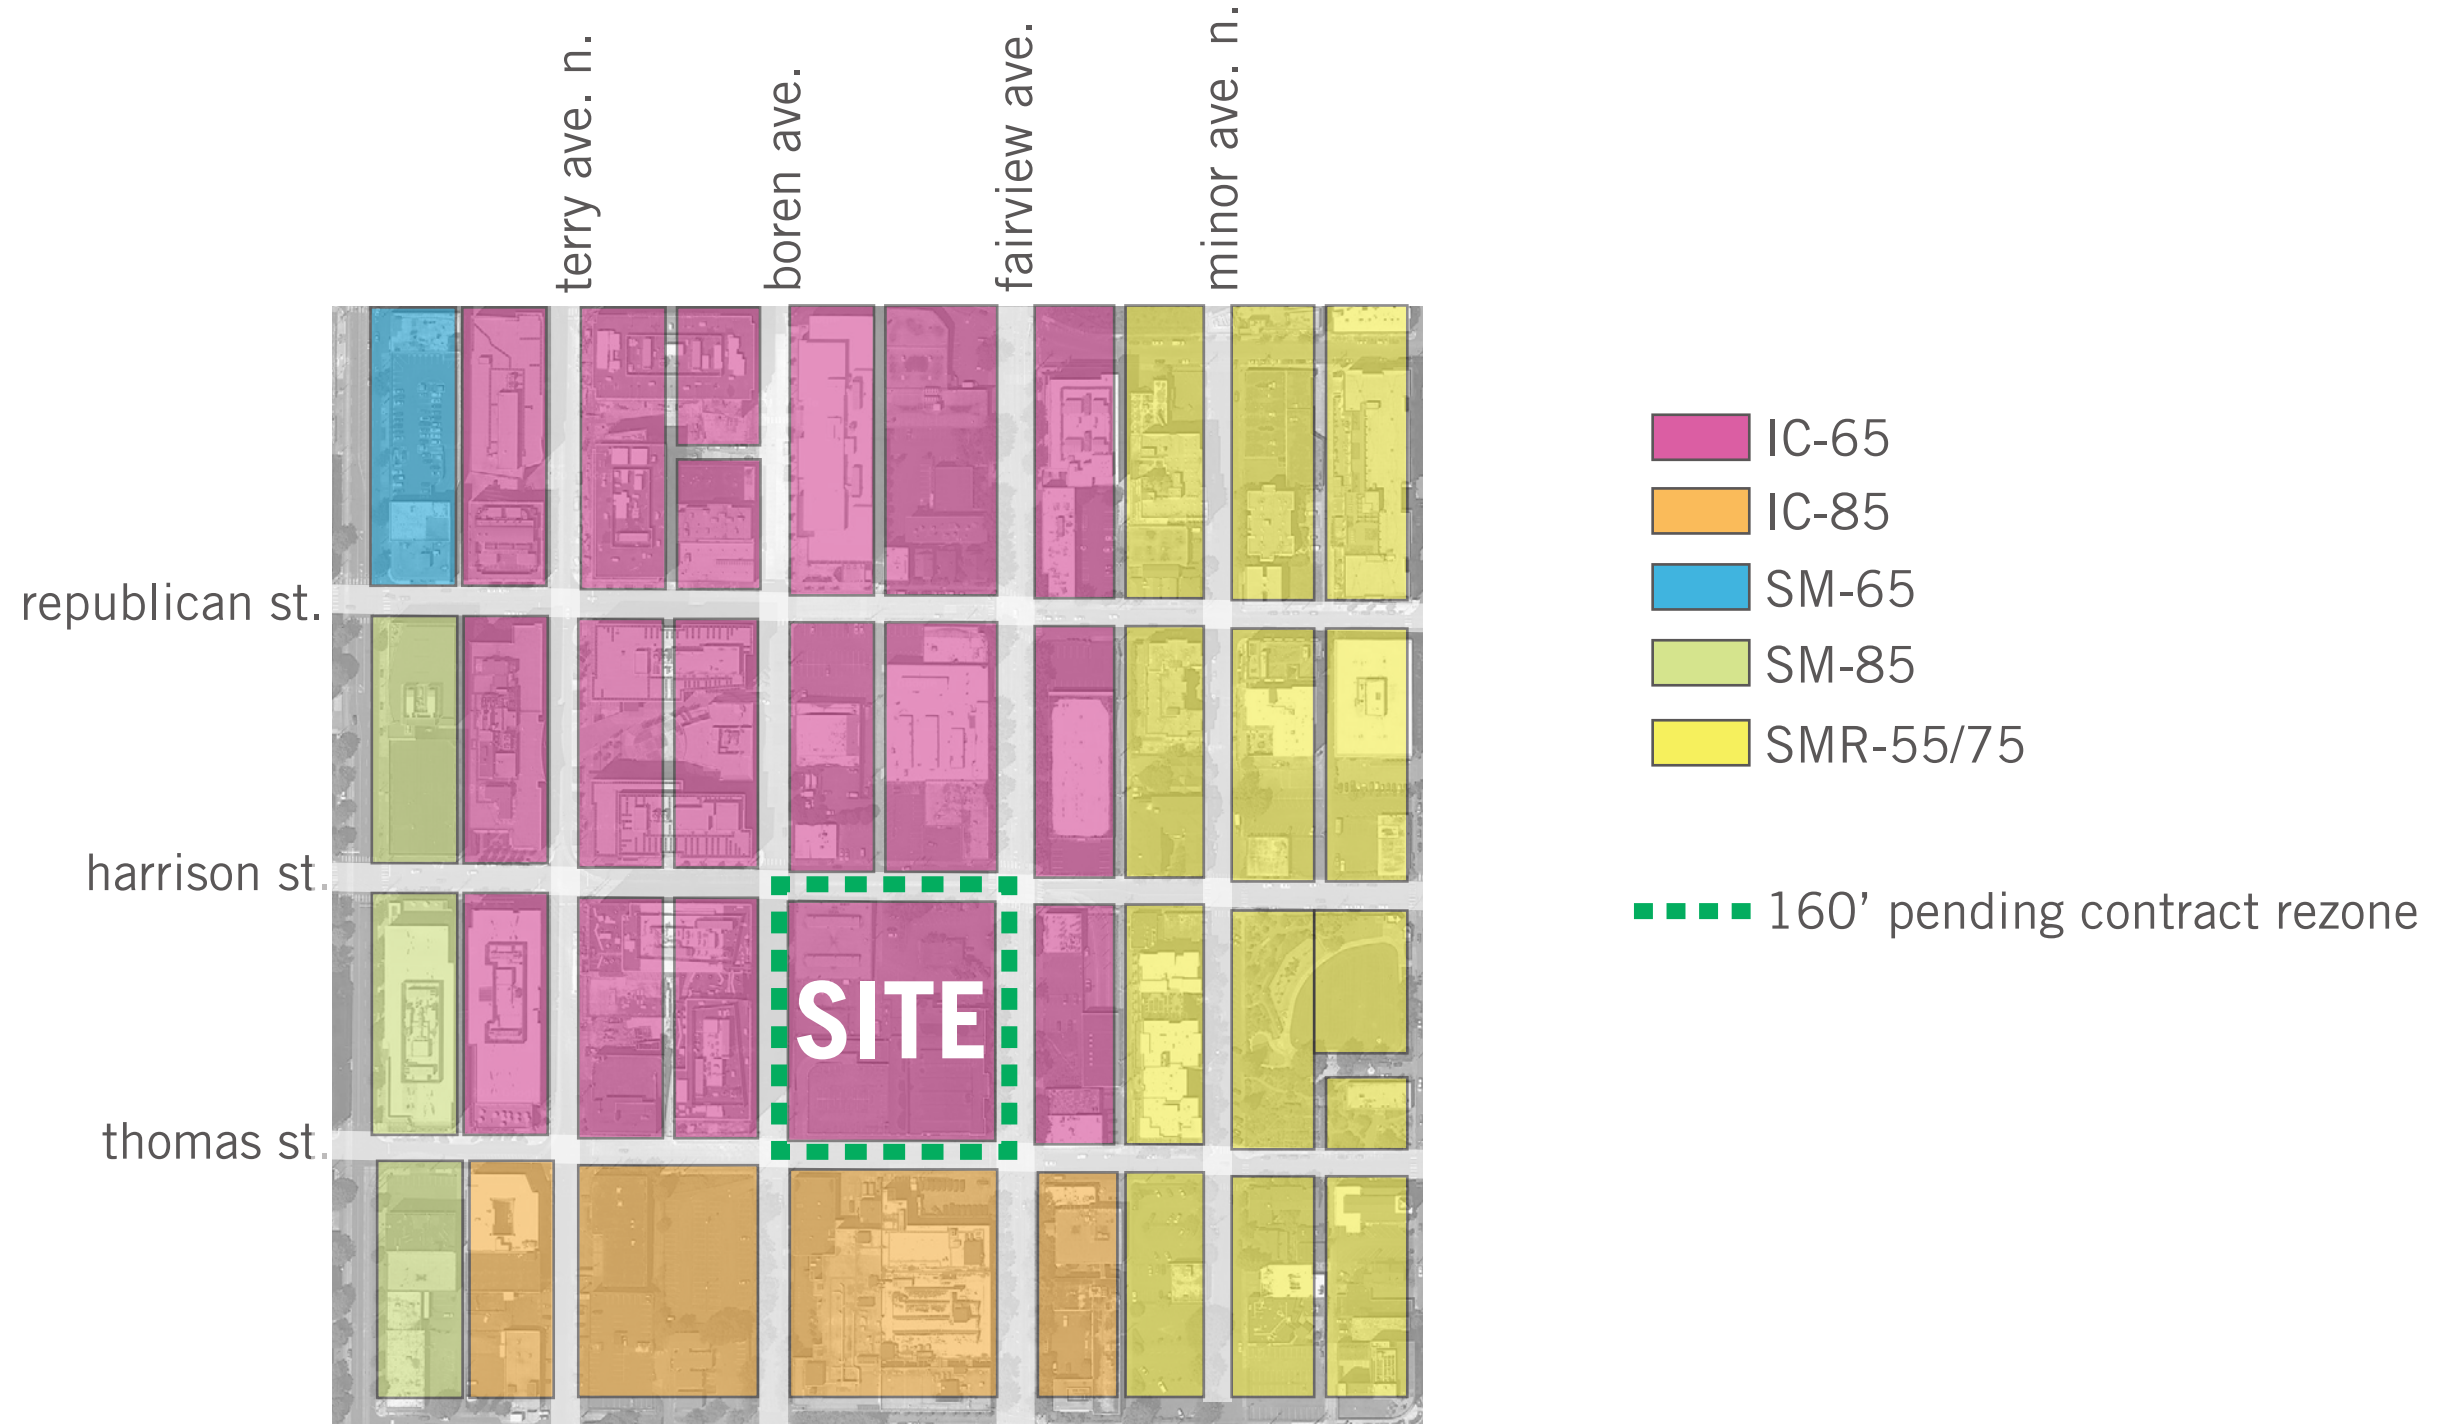 terry ave. n.
boren ave.
fairview ave.
minor ave. n.
republican st.
harrison st.
thomas st.
SITE
IC-65
IC-85
SM-65
SM-85
SMR-55/75
160’ pending contract rezone